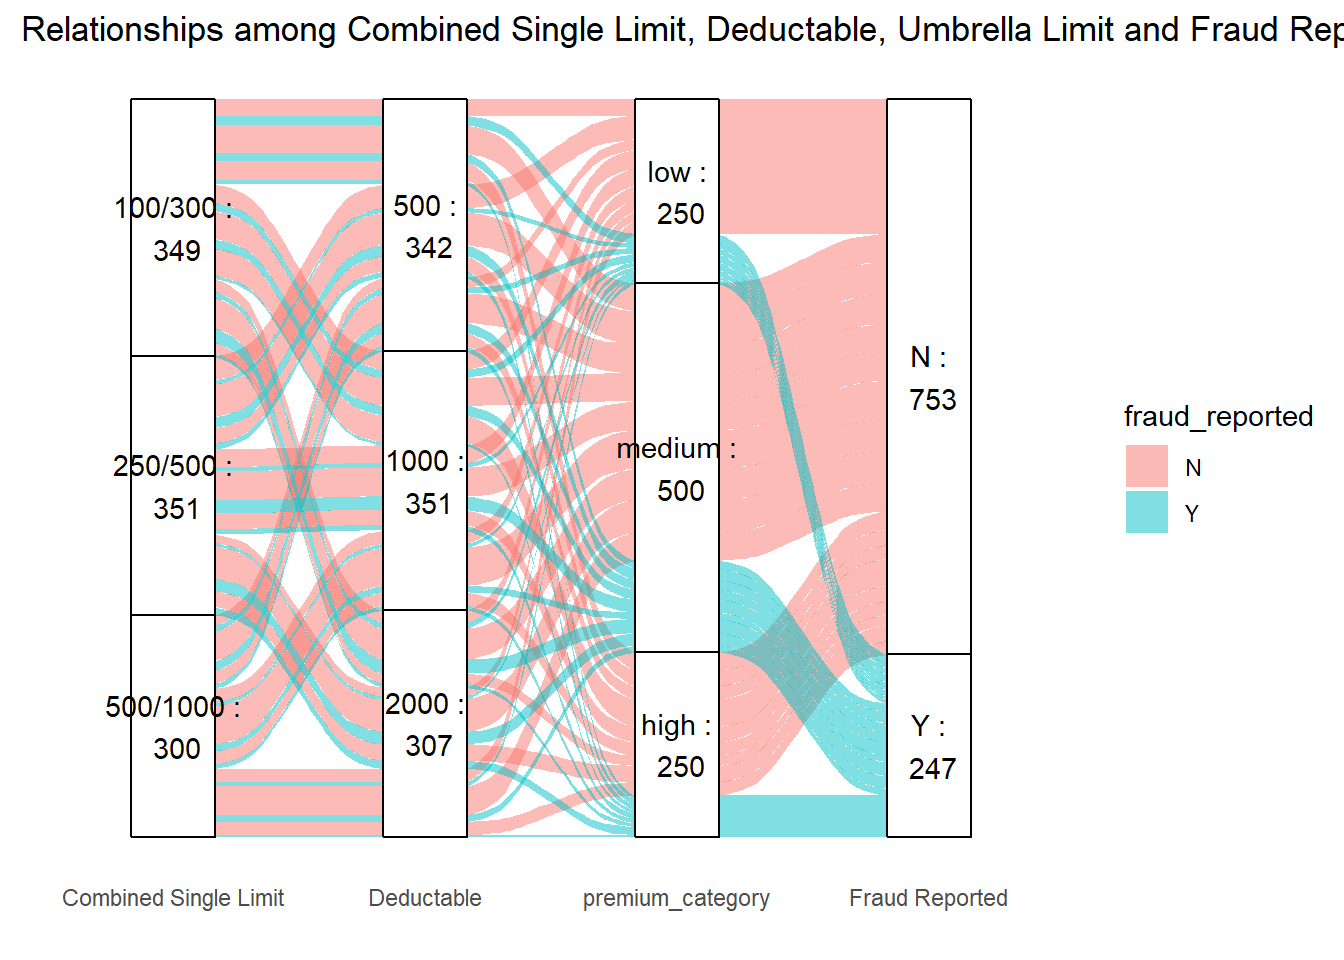 Relationships among Combined Single Limit, Deductable, Umbrella Limit and Fraud Rep
100/300 :
349
250/500 :
351
500/1000 :
300
500 :
342
1000 :
351
2000 :
307
low :
250
medium :
500
high :
250
N :
753
Y :
247
fraud_reported
N
Y
Combined Single Limit
Deductable
premium_category
Fraud Reported